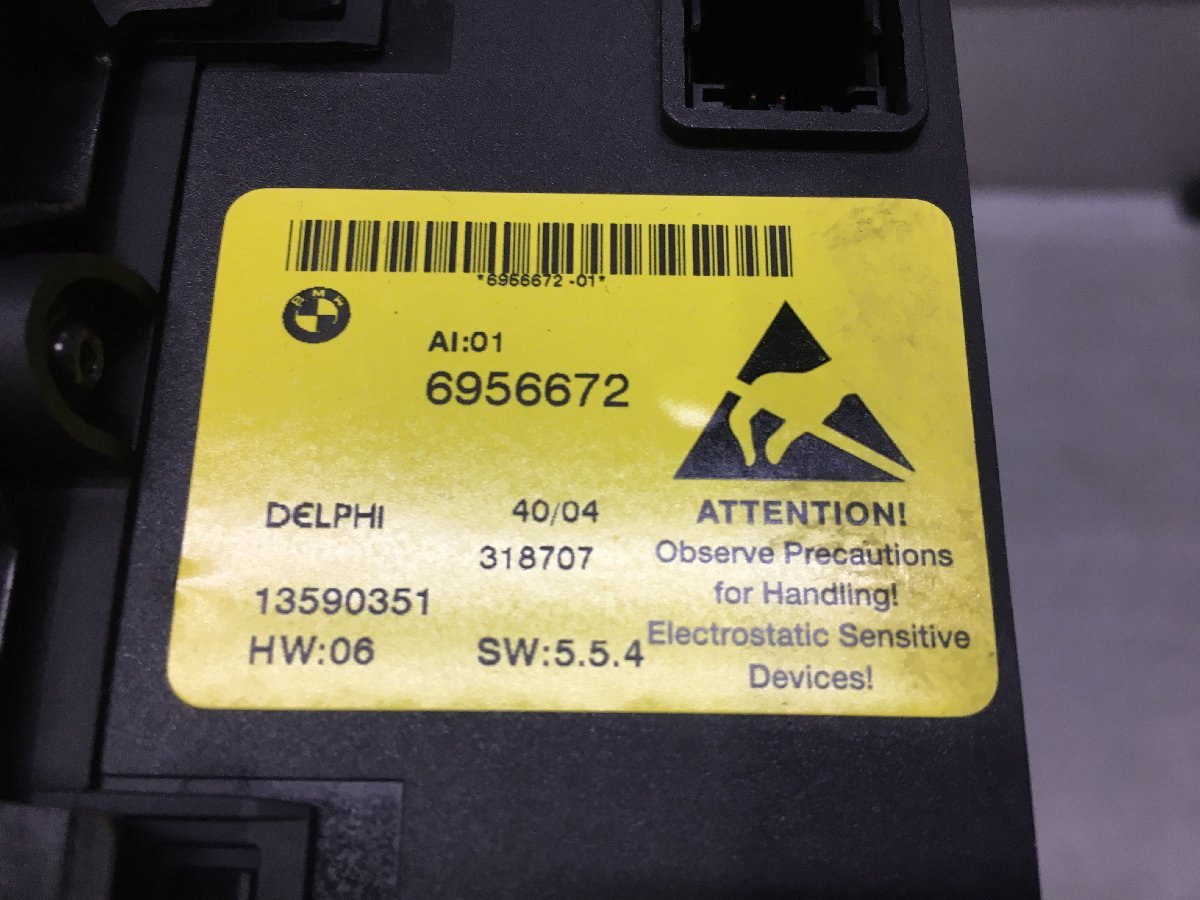 *6956672 -01*
BMW
AI:01
6956672
DELPHI 40/04
318707
13590351
HW:06 SW:5.5.4
ATTENTION!
Observe Precautions
for Handling!
Electrostatic Sensitive
Devices!